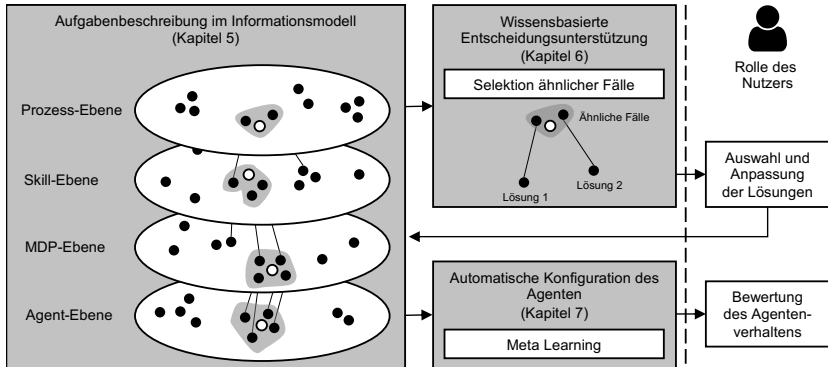 Aufgabenbeschreibung im Informationsmodell
(Kapitel 5)
Prozess-Ebene
Skill-Ebene
MDP-Ebene
Agent-Ebene
Wissensbasierte
Entscheidungsunterstützung
(Kapitel 6)
Selektion ähnlicher Fälle
Ähnliche Fälle
Lösung 1
Lösung 2
Automatische Konfiguration des
Agenten
(Kapitel 7)
Meta Learning
Rolle des
Nutzers
Auswahl und
Anpassung
der Lösungen
Bewertung
des Agenten-
verhaltens